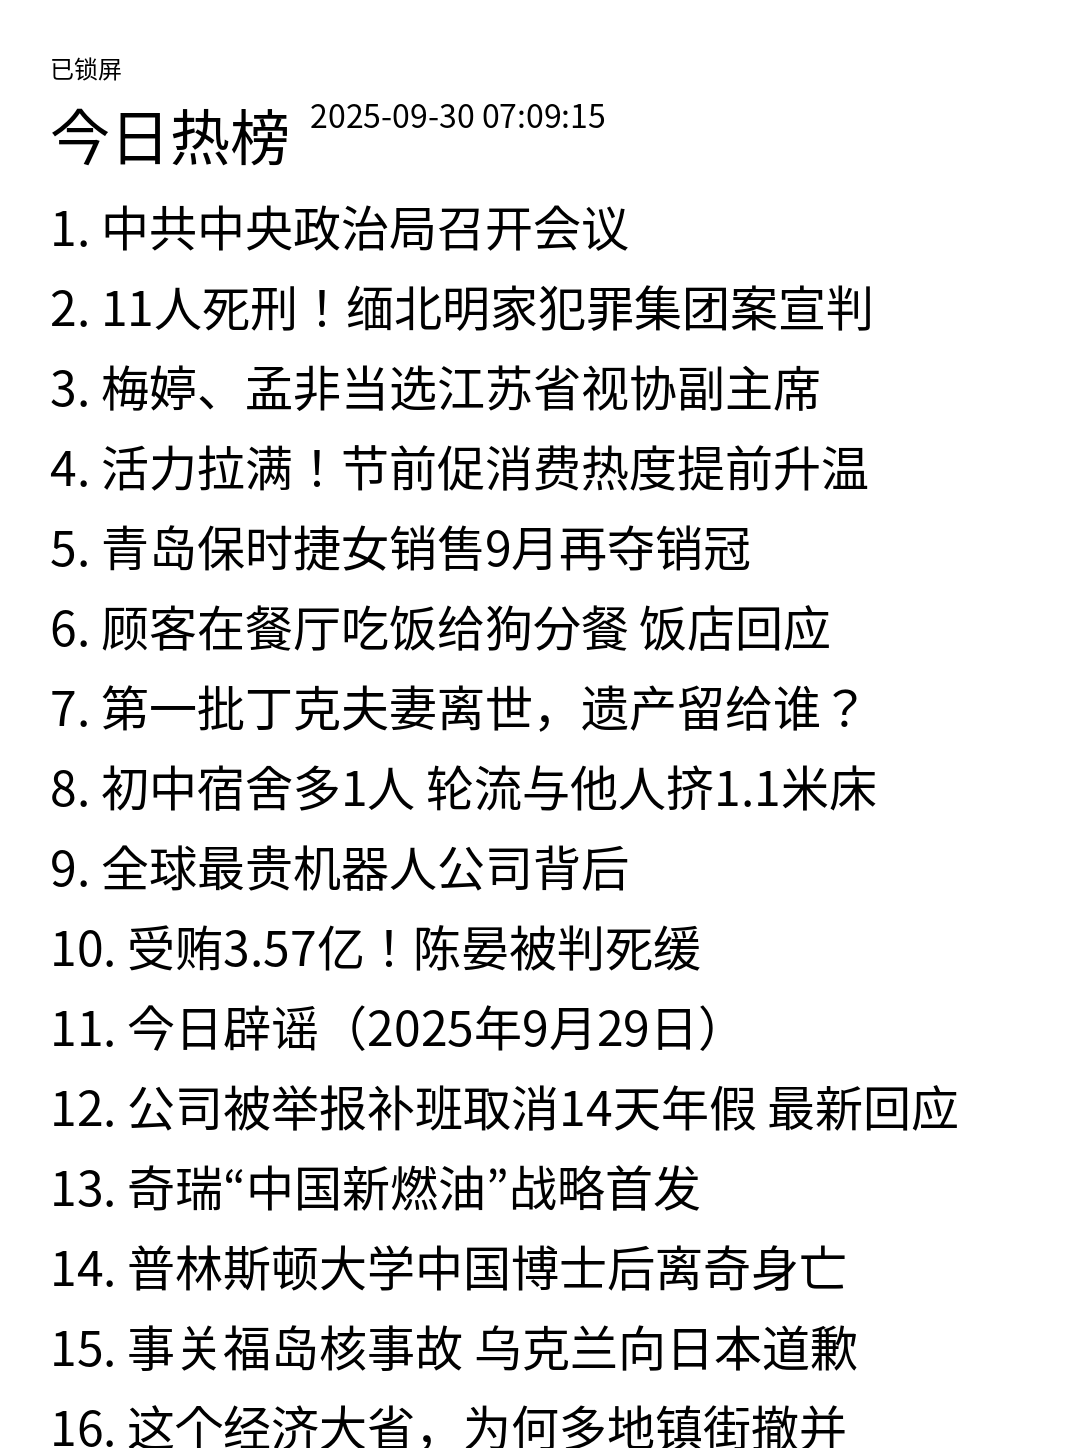 已锁屏
今日热榜 2025-09-30 07:09:15
1. 中共中央政治局召开会议
2. 11人死刑！缅北明家犯罪集团案宣判
3. 梅婷、孟非当选江苏省视协副主席
4. 活力拉满！节前促消费热度提前升温
5. 青岛保时捷女销售9月再夺销冠
6. 顾客在餐厅吃饭给狗分餐 饭店回应
7. 第一批丁克夫妻离世，遗产留给谁？
8. 初中宿舍多1人 轮流与他人挤1.1米床
9. 全球最贵机器人公司背后
10. 受贿3.57亿！陈晏被判死缓
11. 今日辟谣（2025年9月29日）
12. 公司被举报补班取消14天年假 最新回应
13. 奇瑞“中国新燃油”战略首发
14. 普林斯顿大学中国博士后离奇身亡
15. 事关福岛核事故 乌克兰向日本道歉
16. 这个经济大省，为何多地镇街撤并